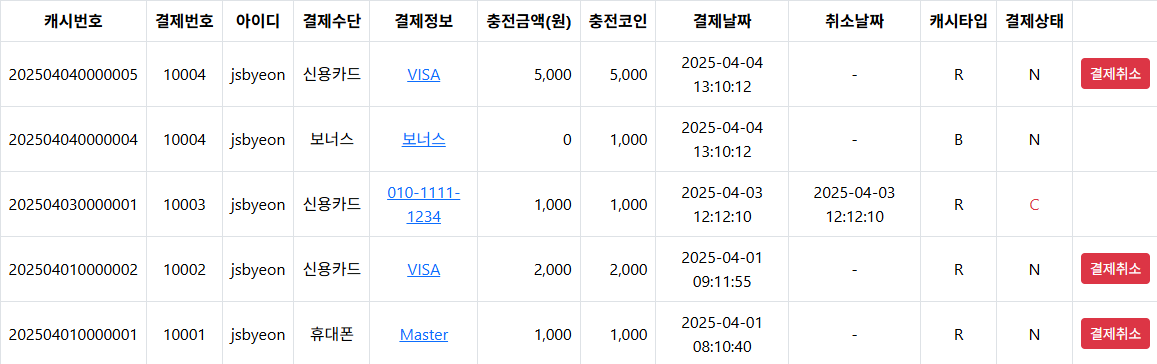 캐시번호 결제번호 아이디 결제수단 결제정보 충전금액(원) 충전코인 결제날짜 취소날짜 캐시타입 결제상태
202504040000005 10004 jsbyeon 신용카드 VISA 5,000 5,000 2025-04-04 13:10:12 - R N 결제취소
202504040000004 10004 jsbyeon 보너스 보너스 0 1,000 2025-04-04 13:10:12 - B N
202504030000001 10003 jsbyeon 신용카드 010-1111-1234 1,000 1,000 2025-04-03 12:12:10 2025-04-03 12:12:10 R C
202504010000002 10002 jsbyeon 신용카드 VISA 2,000 2,000 2025-04-01 09:11:55 - R N 결제취소
202504010000001 10001 jsbyeon 휴대폰 Master 1,000 1,000 2025-04-01 08:10:40 - R N 결제취소